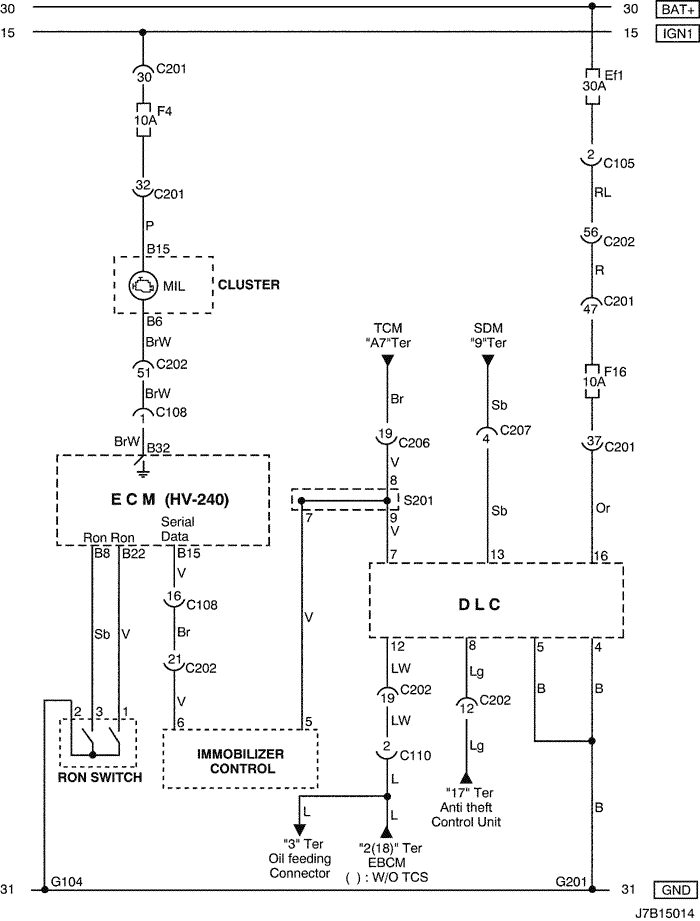 30 30 BAT+
15 15 IGN1
30 C201
F4
10A
Ef1
30A
2 C105
RL
32 C201
P
B15
MIL CLUSTER
B6
BrW
C202
51
BrW
C108
1
BrW B32
56 C202
R
C201
47
F16
10A
37 C201
Or
16
TCM
"A7"Ter
Br
19 C206
V
8
S201
7 9
V
7
SDM
"9"Ter
Sb
C207
4
Sb
13
E C M (HV-240)
Serial
Data
Ron Ron
B8 B22 B15
V
16 C108
Br
21 C202
V
Sb V
V
2 3 1
6 5
RON SWITCH
IMMOBILIZER
CONTROL
D L C
12 8 5 4
LW
C202
19
LW
2 C110
L
L L
"3" Ter
Oil feeding
Connector
"2(18)" Ter
EBCM
( ) : W/O TCS
Lg
C202
12
Lg
"17" Ter
Anti theft
Control Unit
B B
B
G104 G201
31 31 GND
J7B15014